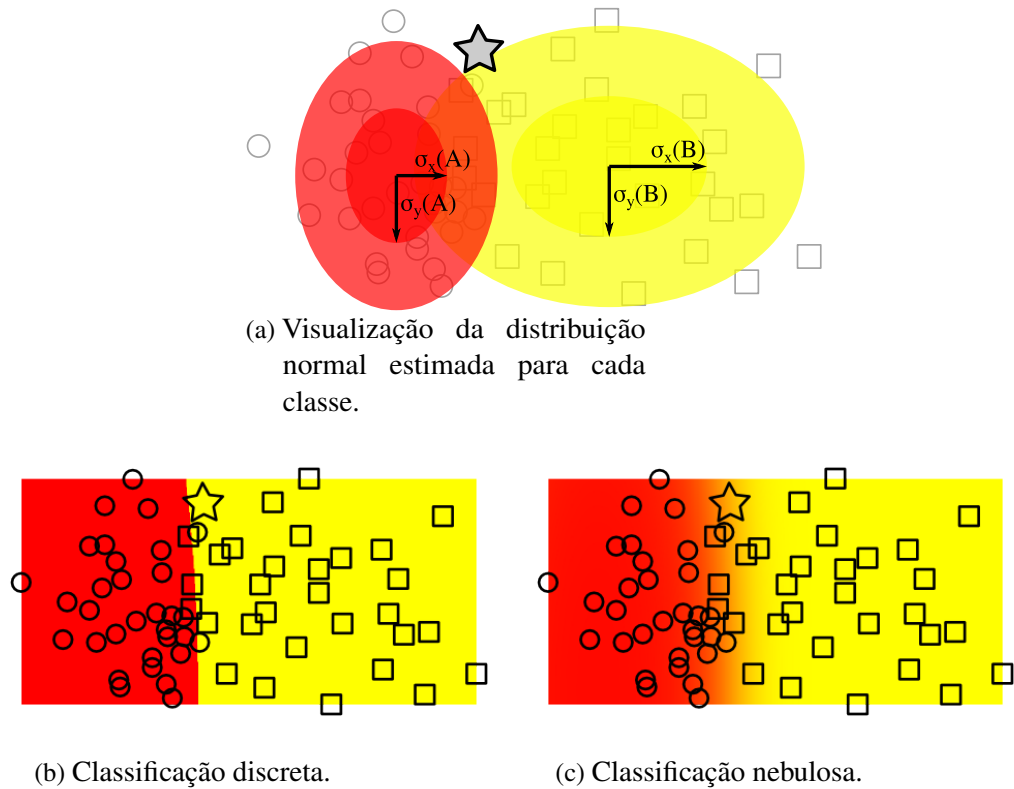 σx(A)
σy(A)
σx(B)
σy(B)
(a) Visualização da distribuição
normal estimada para cada
classe.
(b) Classificação discreta.
(c) Classificação nebulosa.